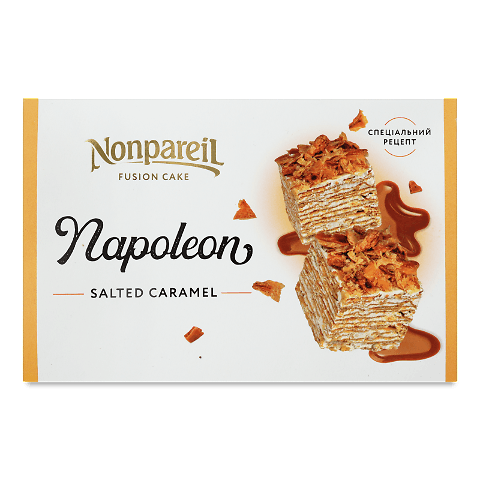 Nonpareil
FUSION CAKE
Napoleon
SALTED CARAMEL
СПЕЦІАЛЬНИЙ
РЕЦЕПТ